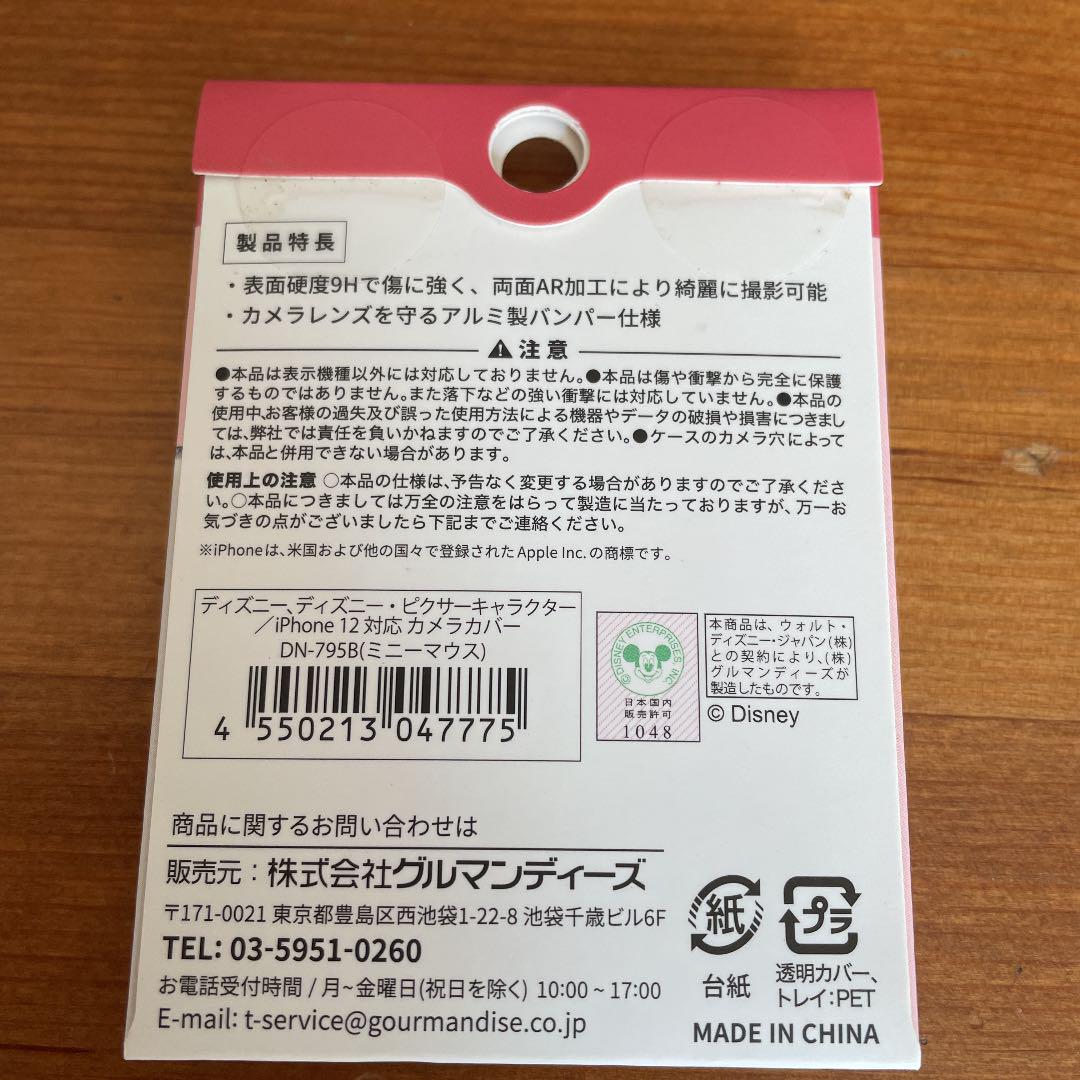 製品特長
・表面硬度9Hで傷に強く、両面AR加工により綺麗に撮影可能
・カメラレンズを守るアルミ製バンパー仕様
注意
●本品は表示機種以外には対応しておりません。●本品は傷や衝撃から完全に保護
するものではありません。また落下などの強い衝撃には対応していません。●本品の
使用中、お客様の過失及び誤った使用方法による機器やデータの破損や損害につきまし
ては、弊社では責任を負いかねますのでご了承ください。●ケースのカメラ穴によって
は、本品と併用できない場合があります。
使用上の注意 ○本品の仕様は、予告なく変更する場合がありますのでご了承くださ
い。○本品につきましては万全の注意をはらって製造に当たっておりますが、万一お
気づきの点がございましたら下記までご連絡ください。
※iPhoneは、米国および他の国々で登録されたApple Inc.の商標です。
ディズニー、ディズニー・ピクサーキャラクター
／iPhone 12 対応 カメラカバー
DN-795B(ミニーマウス)
4 550213 047775
©DISNEY ENTERPRISES, INC
日本国内
販売許可
1048
本商品は、ウォルト・
ディズニー・ジャパン(株)
との契約により、(株)
グルマンディーズが
製造したものです。
© Disney
商品に関するお問い合わせは
販売元：株式会社グルマンディーズ
〒171-0021 東京都豊島区西池袋1-22-8 池袋千歳ビル6F
TEL: 03-5951-0260
お電話受付時間 / 月~金曜日(祝日を除く) 10:00 ~ 17:00
E-mail: t-service@gourmandise.co.jp
紙
台紙
プラ
透明カバー、
トレイ:PET
MADE IN CHINA